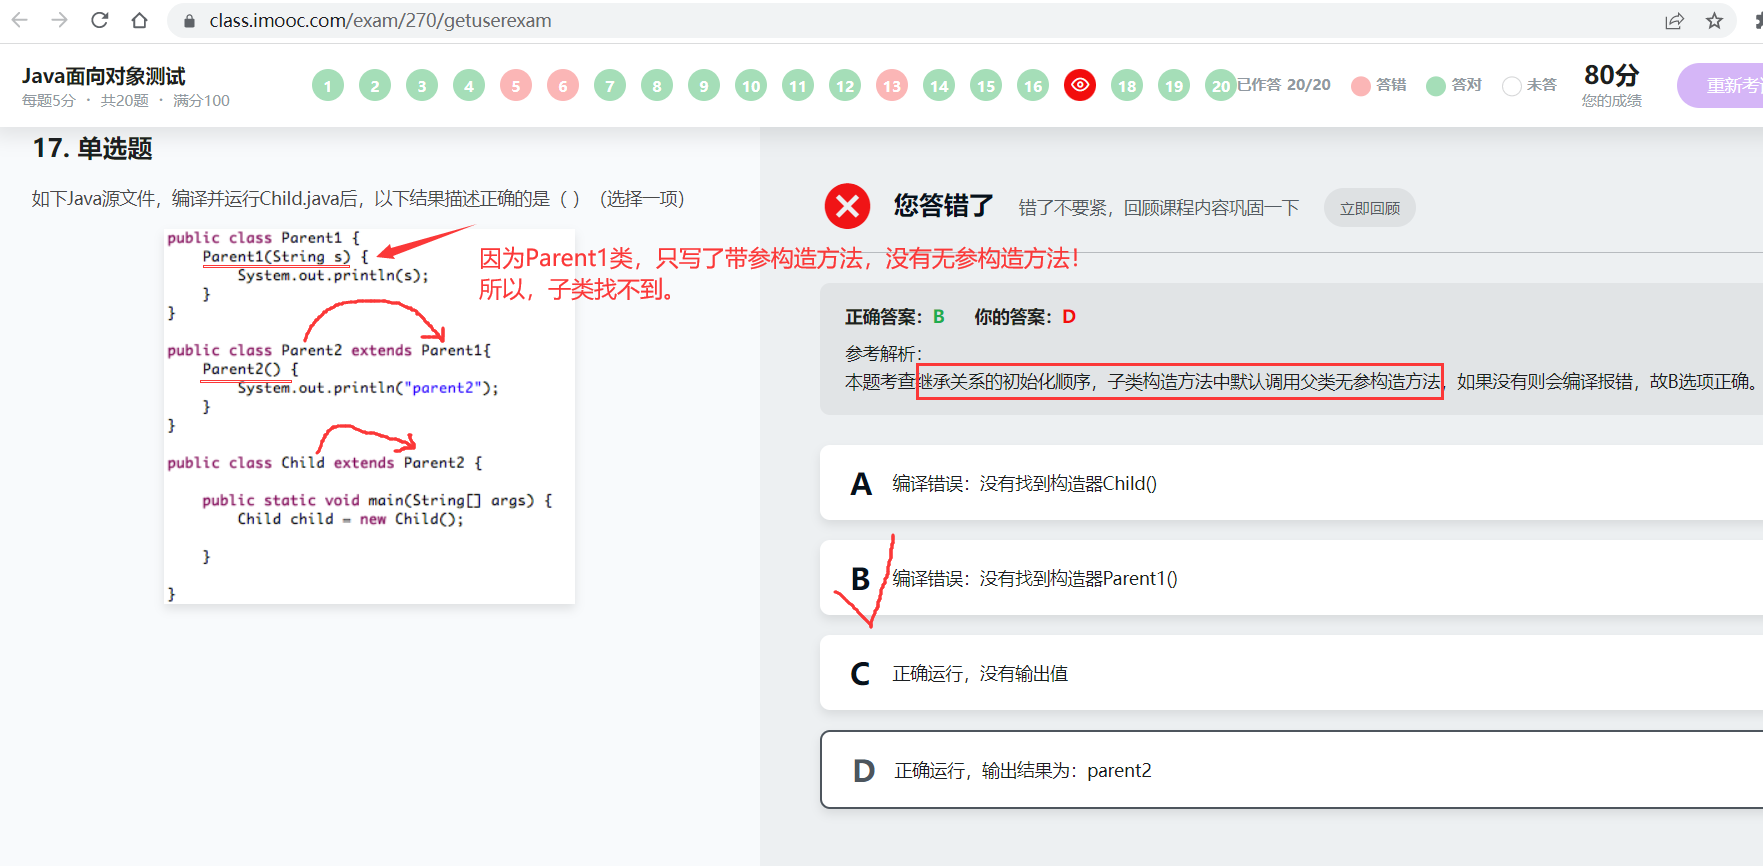 class.imooc.com/exam/270/getuserexam
Java面向对象测试
每题5分 · 共20题 · 满分100
1 2 3 4 5 6 7 8 9 10 11 12 13 14 15 16 18 19 20
已作答 20/20 答错 答对 未答
80分
您的成绩
重新考
17. 单选题
如下Java源文件，编译并运行Child.java后，以下结果描述正确的是（ ）（选择一项）
public class Parent1 {
Parent1(String s) {
System.out.println(s);
}
}
public class Parent2 extends Parent1{
Parent2() {
System.out.println("parent2");
}
}
public class Child extends Parent2 {
public static void main(String[] args) {
Child child = new Child();
}
}
因为Parent1类，只写了带参构造方法，没有无参构造方法！
所以，子类找不到。
您答错了 错了不要紧，回顾课程内容巩固一下 立即回顾
正确答案：B 你的答案：D
参考解析：
本题考查继承关系的初始化顺序，子类构造方法中默认调用父类无参构造方法，如果没有则会编译报错，故B选项正确。
A 编译错误：没有找到构造器Child()
B 编译错误：没有找到构造器Parent1()
C 正确运行，没有输出值
D 正确运行，输出结果为：parent2